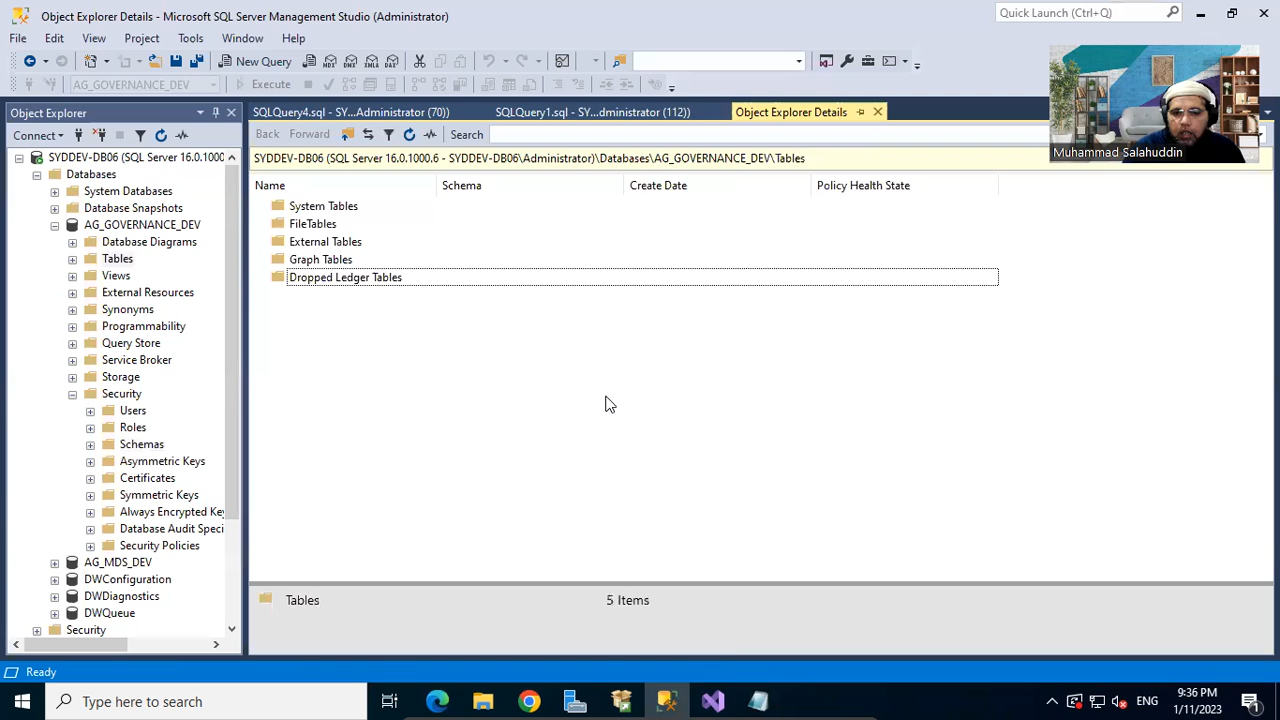 Object Explorer Details - Microsoft SQL Server Management Studio (Administrator)
Quick Launch (Ctrl+Q)
File Edit View Project Tools Window Help
New Query
MDX DMX XMLA DAX
AG_GOVERNANCE_DEV
Execute
Object Explorer
SQLQuery4.sql - SY...Administrator (70))
SQLQuery1.sql - SY...dministrator (112))
Object Explorer Details
Connect
Back Forward Search
SYDDEV-DB06 (SQL Server 16.0.1000.6 - SYDDEV-DB06\Administrator)\Databases\AG_GOVERNANCE_DEV\Tables
Muhammad Salahuddin
Name Schema Create Date Policy Health State
System Tables
FileTables
External Tables
Graph Tables
Dropped Ledger Tables
SYDDEV-DB06 (SQL Server 16.0.1000
Databases
System Databases
Database Snapshots
AG_GOVERNANCE_DEV
Database Diagrams
Tables
Views
External Resources
Synonyms
Programmability
Query Store
Service Broker
Storage
Security
Users
Roles
Schemas
Asymmetric Keys
Certificates
Symmetric Keys
Always Encrypted Key
Database Audit Speci
Security Policies
AG_MDS_DEV
DWConfiguration
DWDiagnostics
DWQueue
Security
Tables 5 Items
Ready
Type here to search
ENG
9:36 PM
1/11/2023
1